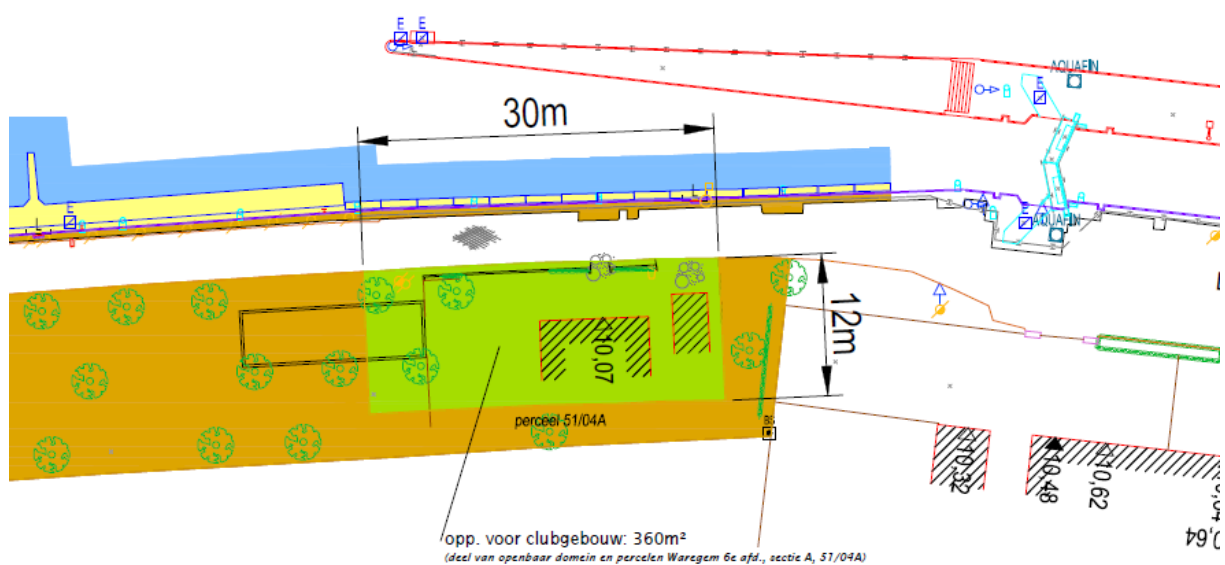 E E
AQUAFIN
E
30m
E
E
AQUAFIN
12m
10,07
perceel 51/04A
10,32
10,48
10,62
0,64
opp. voor clubgebouw: 360m²
(deel van openbaar domein en percelen Waregem 6e afd., sectie A, 51/04A)